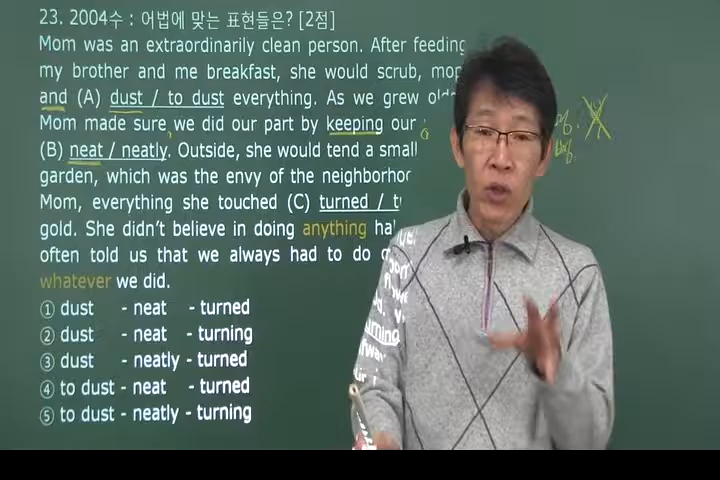 23. 2004수 : 어법에 맞는 표현들은? [2점]
Mom was an extraordinarily clean person. After feeding
my brother and me breakfast, she would scrub, mop
and (A) dust / to dust everything. As we grew
Mom made sure we did our part by keeping our
(B) neat / neatly. Outside, she would tend a small
garden, which was the envy of the
Mom, everything she touched (C) turned /
gold. She didn't believe in doing anything
often told us that we always had to do
whatever we did.
① dust - neat - turned
② dust - neat - turning
③ dust - neatly - turned
④ to dust - neat - turned
⑤ to dust - neatly - turning